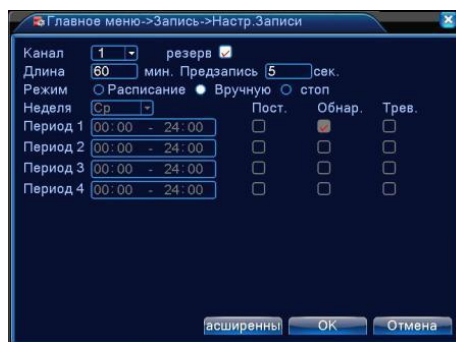 Главное меню->Запись->Настр.Записи
Канал 1 резерв
Длина 60 мин. Предзапись 5 сек.
Режим Расписание Вручную стоп
Неделя Ср Пост. Обнар. Трев.
Период 1 00:00 - 24:00
Период 2 00:00 - 24:00
Период 3 00:00 - 24:00
Период 4 00:00 - 24:00
асширенны OK Отмена